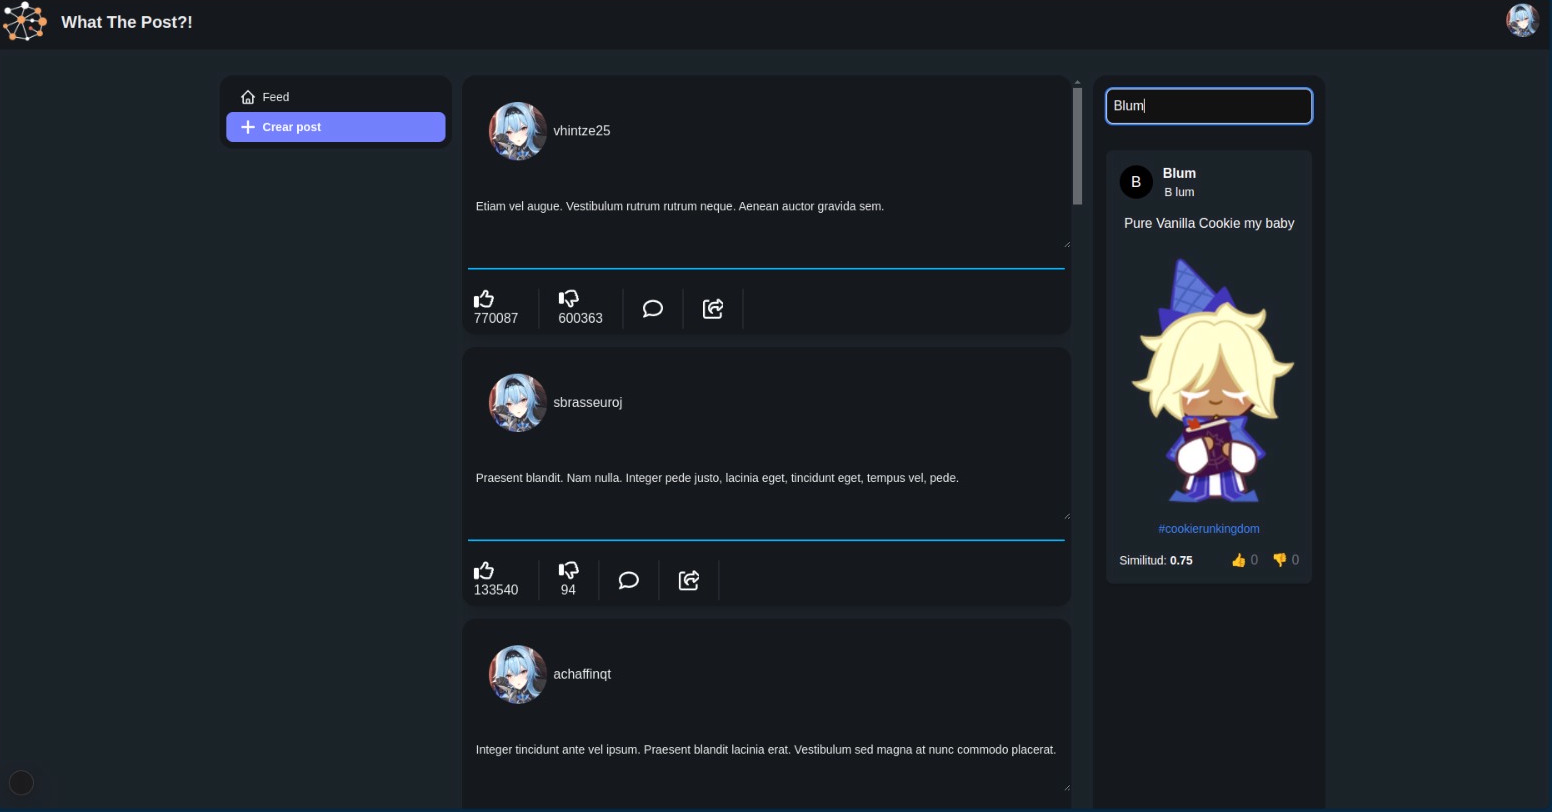 What The Post?!
Feed
Crear post
vhintze25
Etiam vel augue. Vestibulum rutrum rutrum neque. Aenean auctor gravida sem.
770087
600363
sbrasseuroj
Praesent blandit. Nam nulla. Integer pede justo, lacinia eget, tincidunt eget, tempus vel, pede.
133540
94
achaffinqt
Integer tincidunt ante vel ipsum. Praesent blandit lacinia erat. Vestibulum sed magna at nunc commodo placerat.
Blum
B
Blum
B lum
Pure Vanilla Cookie my baby
#cookierunkingdom
Similitud: 0.75 👍 0 👎 0